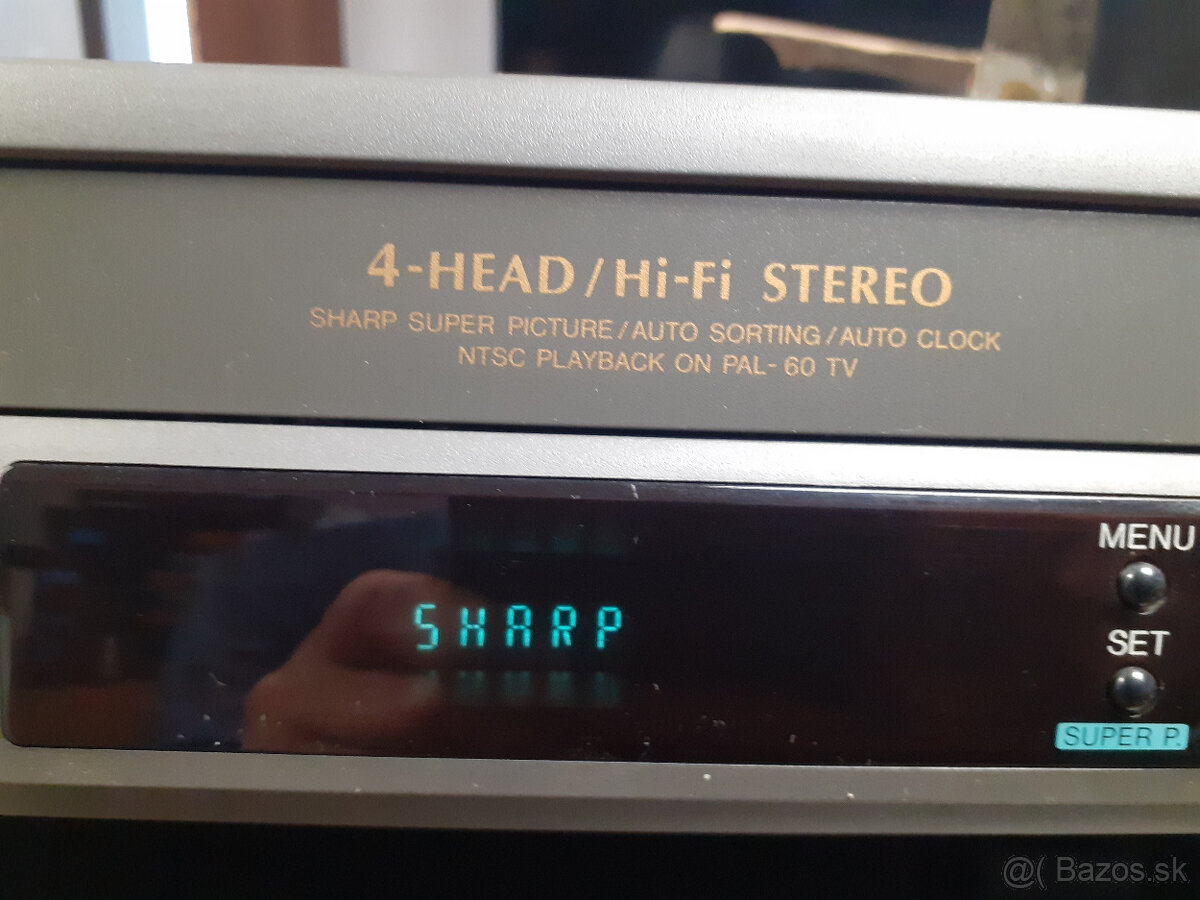 4-HEAD/Hi-Fi STEREO
SHARP SUPER PICTURE/AUTO SORTING/AUTO CLOCK
NTSC PLAYBACK ON PAL-60 TV
MENU
SHARP
SET
SUPER P.
@( Bazos.sk